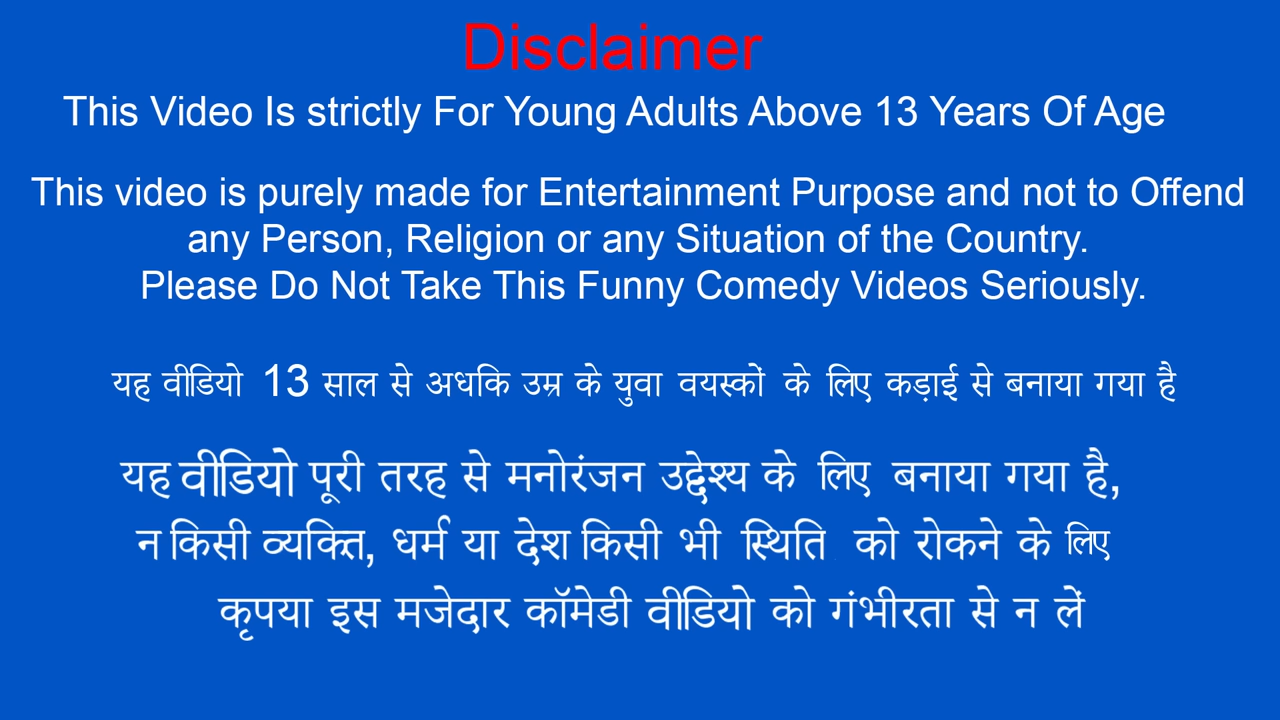 Disclaimer
This Video Is strictly For Young Adults Above 13 Years Of Age
This video is purely made for Entertainment Purpose and not to Offend
any Person, Religion or any Situation of the Country.
Please Do Not Take This Funny Comedy Videos Seriously.
यह वीडियो 13 साल से अधकि उम्र के युवा वयस्कों के लिए कड़ाई से बनाया गया है
यह वीडियो पूरी तरह से मनोरंजन उद्देश्य के लिए बनाया गया है,
न किसी व्यक्ति, धर्म या देश किसी भी स्थिति को रोकने के लिए
कृपया इस मजेदार कॉमेडी वीडियो को गंभीरता से न लें